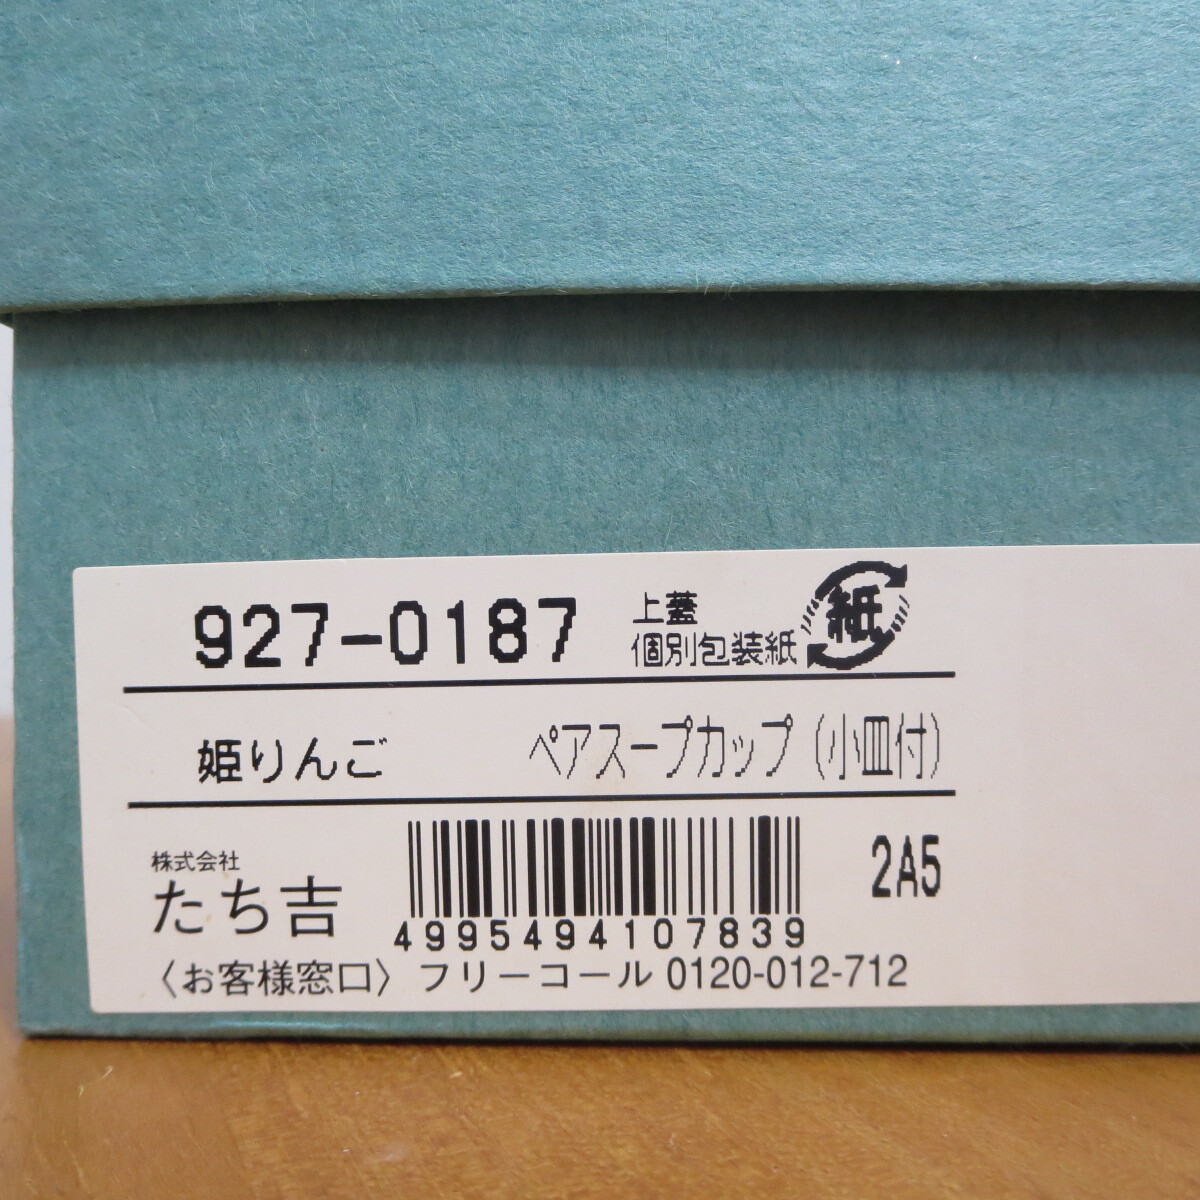 927-0187
上蓋
個別包装紙
紙
姫りんご ペアスープカップ(小皿付)
株式会社
たち吉
4995494107839
2A5
〈お客様窓口〉フリーコール 0120-012-712